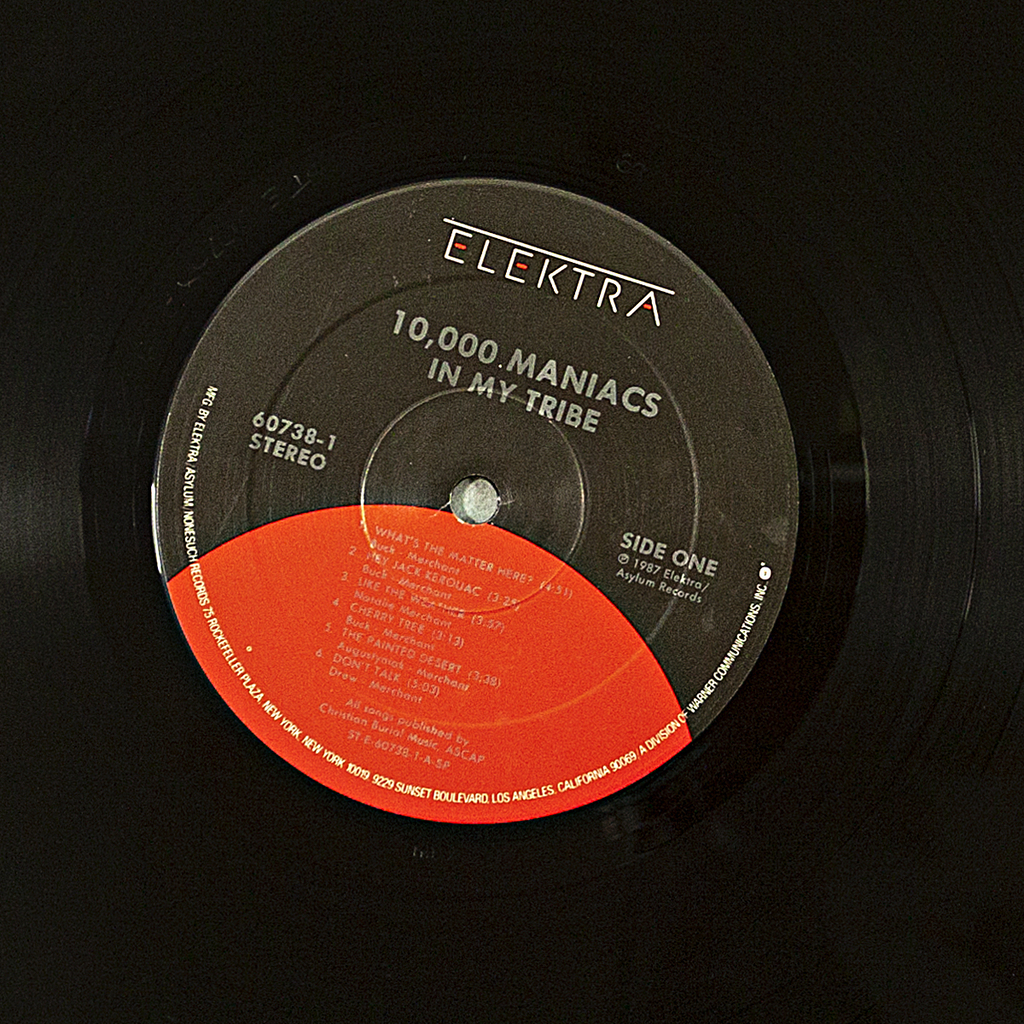 ELEKTRA
10,000 MANIACS
IN MY TRIBE
60738-1
STEREO
SIDE ONE
℗ 1987 Elektra/
Asylum Records
WHAT'S THE MATTER HERE? (4:51)
Buck - Merchant
2. HEY JACK KEROUAC (3:25)
Buck - Merchant
3. LIKE THE WEATHER (3:57)
Natalie Merchant
4. CHERRY TREE (3:13)
Buck - Merchant
5. THE PAINTED DESERT (3:38)
Augustyniak - Merchant
6. DON'T TALK (5:03)
Drew - Merchant
All songs published by
Christian Burial Music, ASCAP
ST-E-60738-1-A-SP
MFG BY ELEKTRA / ASYLUM / NONESUCH RECORDS 75 ROCKEFELLER PLAZA, NEW YORK, NEW YORK 10019 9229 SUNSET BOULEVARD, LOS ANGELES, CALIFORNIA 90069 / A DIVISION OF WARNER COMMUNICATIONS, INC.